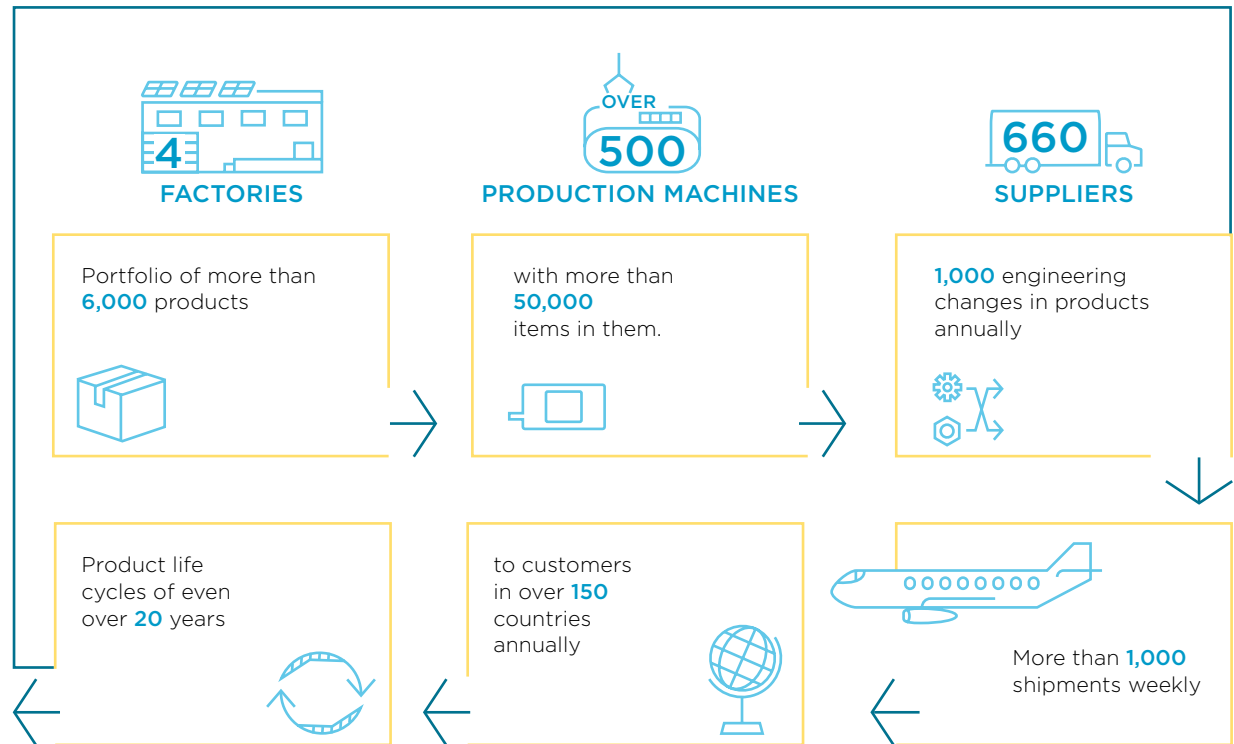 4
FACTORIES
OVER
500
PRODUCTION MACHINES
660
SUPPLIERS
Portfolio of more than
6,000 products
with more than
50,000
items in them.
1,000 engineering
changes in products
annually
More than 1,000
shipments weekly
to customers
in over 150
countries
annually
Product life
cycles of even
over 20 years